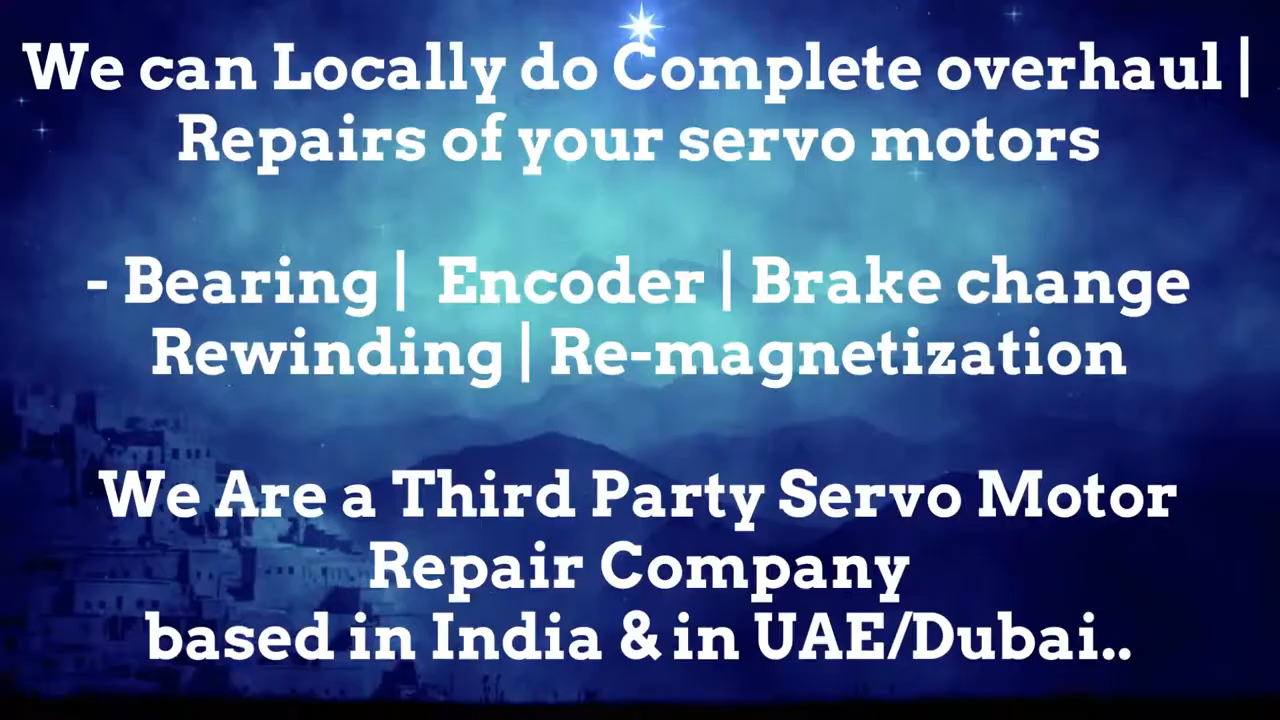 We can Locally do Complete overhaul |
Repairs of your servo motors
- Bearing | Encoder | Brake change
Rewinding | Re-magnetization
We Are a Third Party Servo Motor
Repair Company
based in India & in UAE/Dubai..